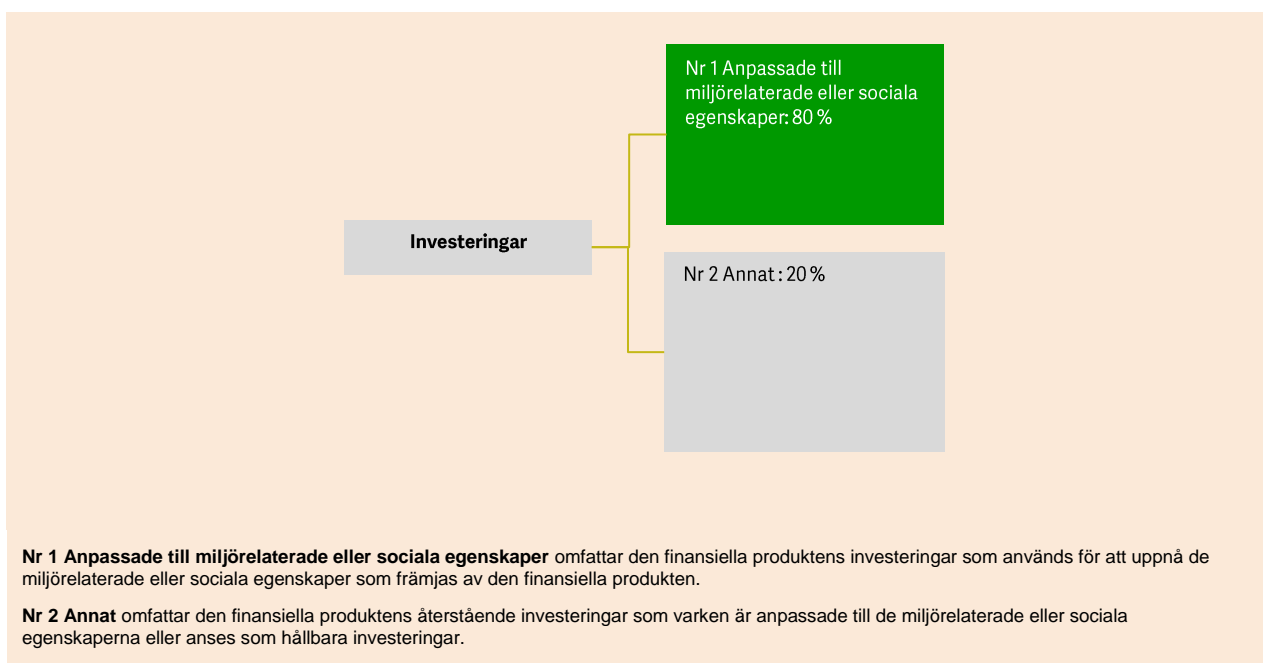 Nr 1 Anpassade till
miljörelaterade eller sociala
egenskaper: 80 %
Investeringar
Nr 2 Annat : 20 %
Nr 1 Anpassade till miljörelaterade eller sociala egenskaper omfattar den finansiella produktens investeringar som används för att uppnå de
miljörelaterade eller sociala egenskaper som främjas av den finansiella produkten.
Nr 2 Annat omfattar den finansiella produktens återstående investeringar som varken är anpassade till de miljörelaterade eller sociala
egenskaperna eller anses som hållbara investeringar.